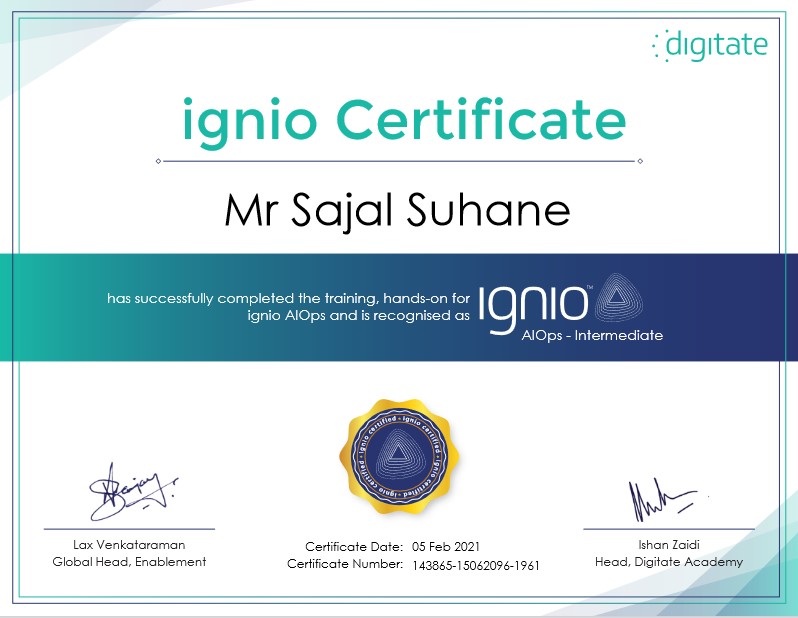 digitate
ignio Certificate
Mr Sajal Suhane
has successfully completed the training, hands-on for
ignio AIOps and is recognised as
ignio™
AIOps - Intermediate
ignio certified • ignio certified • ignio certified • ignio certified •
Lax Venkataraman
Global Head, Enablement
Certificate Date: 05 Feb 2021
Certificate Number: 143865-15062096-1961
Ishan Zaidi
Head, Digitate Academy